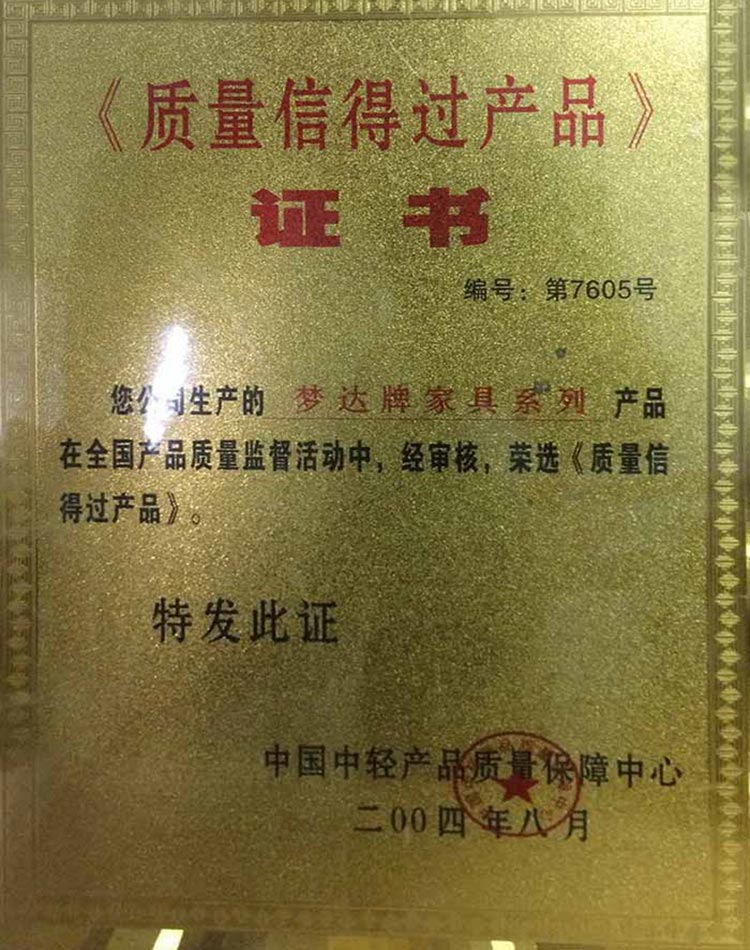 《质量信得过产品》
证书
编号：第7605号
您公司生产的 梦达牌家具系列 产品
在全国产品质量监督活动中，经审核，荣选《质量信
得过产品》。
特发此证
中国中轻产品质量保障中心
二00四年八月